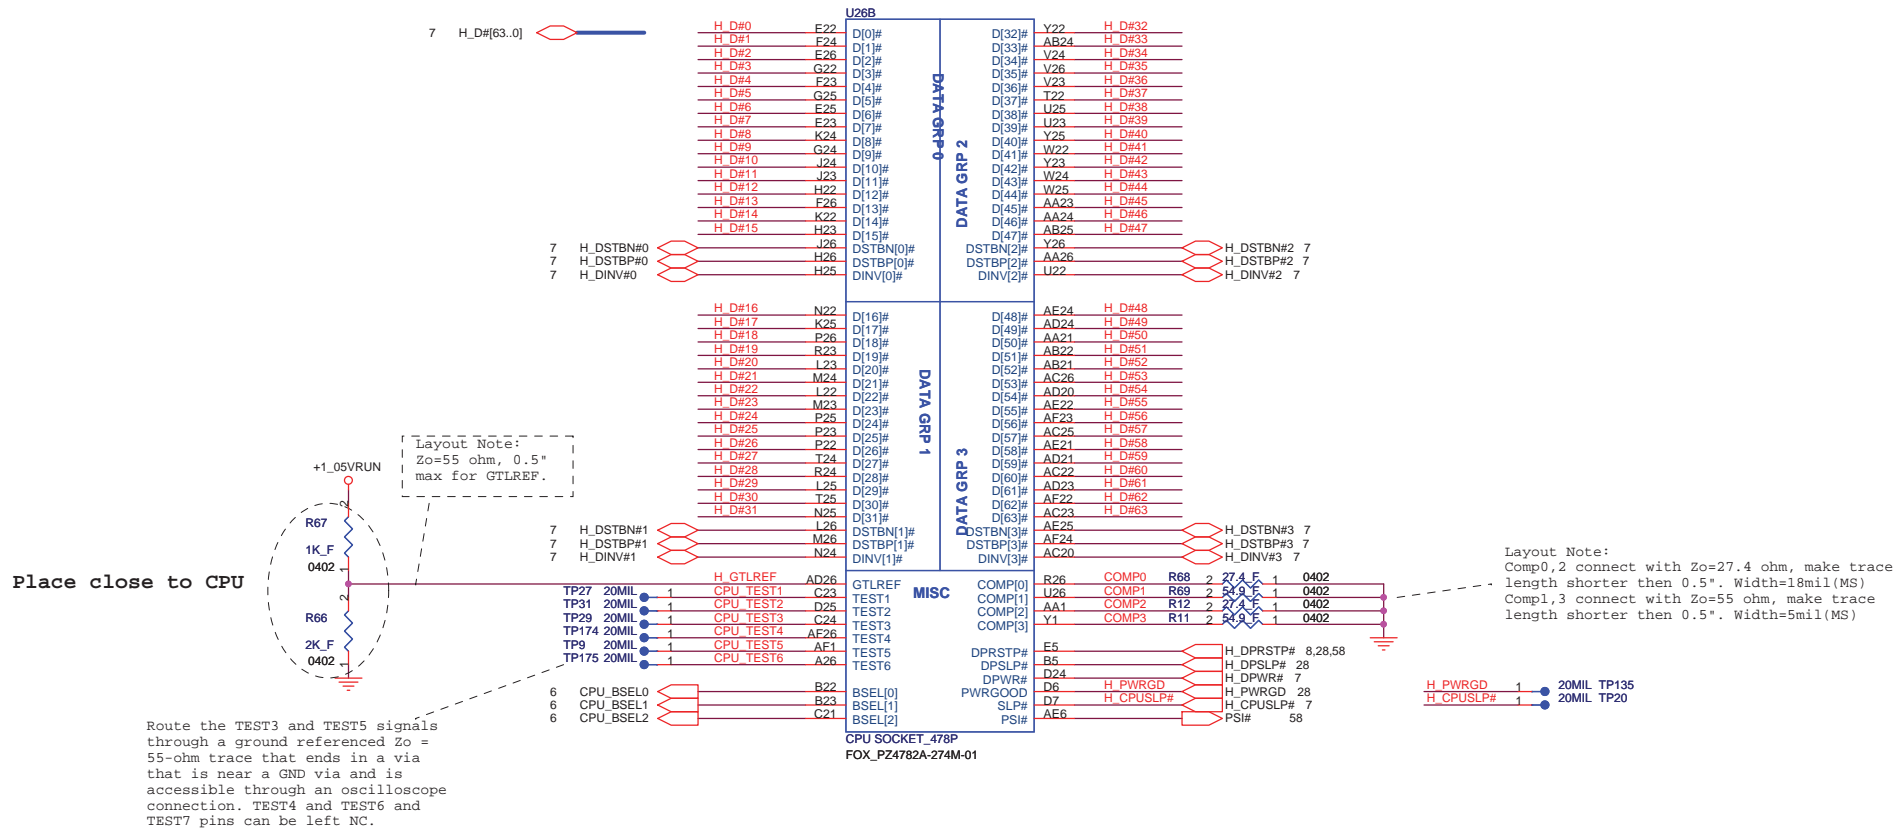 U26B
7 H_D#[63..0]
H_D#0 E22 D[0]# D[32]# Y22 H_D#32
H_D#1 F24 D[1]# D[33]# AB24 H_D#33
H_D#2 E26 D[2]# D[34]# V24 H_D#34
H_D#3 G22 D[3]# D[35]# V26 H_D#35
H_D#4 F23 D[4]# D[36]# V23 H_D#36
H_D#5 G25 D[5]# D[37]# T22 H_D#37
H_D#6 E25 D[6]# D[38]# U25 H_D#38
H_D#7 E23 D[7]# D[39]# U23 H_D#39
H_D#8 K24 D[8]# D[40]# Y25 H_D#40
H_D#9 G24 D[9]# D[41]# W22 H_D#41
H_D#10 J24 D[10]# D[42]# Y23 H_D#42
H_D#11 J23 D[11]# D[43]# W24 H_D#43
H_D#12 H22 D[12]# D[44]# W25 H_D#44
H_D#13 F26 D[13]# D[45]# AA23 H_D#45
H_D#14 K22 D[14]# D[46]# AA24 H_D#46
H_D#15 H23 D[15]# D[47]# AB25 H_D#47
7 H_DSTBN#0 J26 DSTBN[0]# DSTBN[2]# Y26 H_DSTBN#2 7
7 H_DSTBP#0 H26 DSTBP[0]# DSTBP[2]# AA26 H_DSTBP#2 7
7 H_DINV#0 H25 DINV[0]# DINV[2]# U22 H_DINV#2 7
DATA GRP 0
DATA GRP 2
H_D#16 N22 D[16]# D[48]# AE24 H_D#48
H_D#17 K25 D[17]# D[49]# AD24 H_D#49
H_D#18 P26 D[18]# D[50]# AA21 H_D#50
H_D#19 R23 D[19]# D[51]# AB22 H_D#51
H_D#20 L23 D[20]# D[52]# AB21 H_D#52
H_D#21 M24 D[21]# D[53]# AC26 H_D#53
H_D#22 L22 D[22]# D[54]# AD20 H_D#54
H_D#23 M23 D[23]# D[55]# AE22 H_D#55
H_D#24 P25 D[24]# D[56]# AF23 H_D#56
H_D#25 P23 D[25]# D[57]# AC25 H_D#57
H_D#26 P22 D[26]# D[58]# AE21 H_D#58
H_D#27 T24 D[27]# D[59]# AD21 H_D#59
H_D#28 R24 D[28]# D[60]# AC22 H_D#60
H_D#29 L25 D[29]# D[61]# AD23 H_D#61
H_D#30 T25 D[30]# D[62]# AF22 H_D#62
H_D#31 N25 D[31]# D[63]# AC23 H_D#63
7 H_DSTBN#1 L26 DSTBN[1]# DSTBN[3]# AE25 H_DSTBN#3 7
7 H_DSTBP#1 M26 DSTBP[1]# DSTBP[3]# AF24 H_DSTBP#3 7
7 H_DINV#1 N24 DINV[1]# DINV[3]# AC20 H_DINV#3 7
DATA GRP 1
DATA GRP 3
Layout Note:
Zo=55 ohm, 0.5"
max for GTLREF.
+1_05VRUN
2
R67
1K_F
0402 1
Place close to CPU
2
R66
2K_F
0402 1
MISC
H_GTLREF AD26 GTLREF COMP[0] R26 COMP0 R68 2 27.4_F 1 0402
TP27 20MIL 1 CPU_TEST1 C23 TEST1 COMP[1] U26 COMP1 R69 2 54.9_F 1 0402
TP31 20MIL 1 CPU_TEST2 D25 TEST2 COMP[2] AA1 COMP2 R12 2 27.4_F 1 0402
TP29 20MIL 1 CPU_TEST3 C24 TEST3 COMP[3] Y1 COMP3 R11 2 54.9_F 1 0402
TP174 20MIL 1 CPU_TEST4 AF26 TEST4
TP9 20MIL 1 CPU_TEST5 AF1 TEST5 DPRSTP# E5 H_DPRSTP# 8,28,58
TP175 20MIL 1 CPU_TEST6 A26 TEST6 DPSLP# B5 H_DPSLP# 28
DPWR# D24 H_DPWR# 7
6 CPU_BSEL0 B22 BSEL[0] PWRGOOD D6 H_PWRGD H_PWRGD 28
6 CPU_BSEL1 B23 BSEL[1] SLP# D7 H_CPUSLP# H_CPUSLP# 7
6 CPU_BSEL2 C21 BSEL[2] PSI# AE6 PSI# 58
CPU SOCKET_478P
FOX_PZ4782A-274M-01
Layout Note:
Comp0,2 connect with Zo=27.4 ohm, make trace
length shorter then 0.5". Width=18mil(MS)
Comp1,3 connect with Zo=55 ohm, make trace
length shorter then 0.5". Width=5mil(MS)
H_PWRGD 1 20MIL TP135
H_CPUSLP# 1 20MIL TP20
Route the TEST3 and TEST5 signals
through a ground referenced Zo =
55-ohm trace that ends in a via
that is near a GND via and is
accessible through an oscilloscope
connection. TEST4 and TEST6 and
TEST7 pins can be left NC.